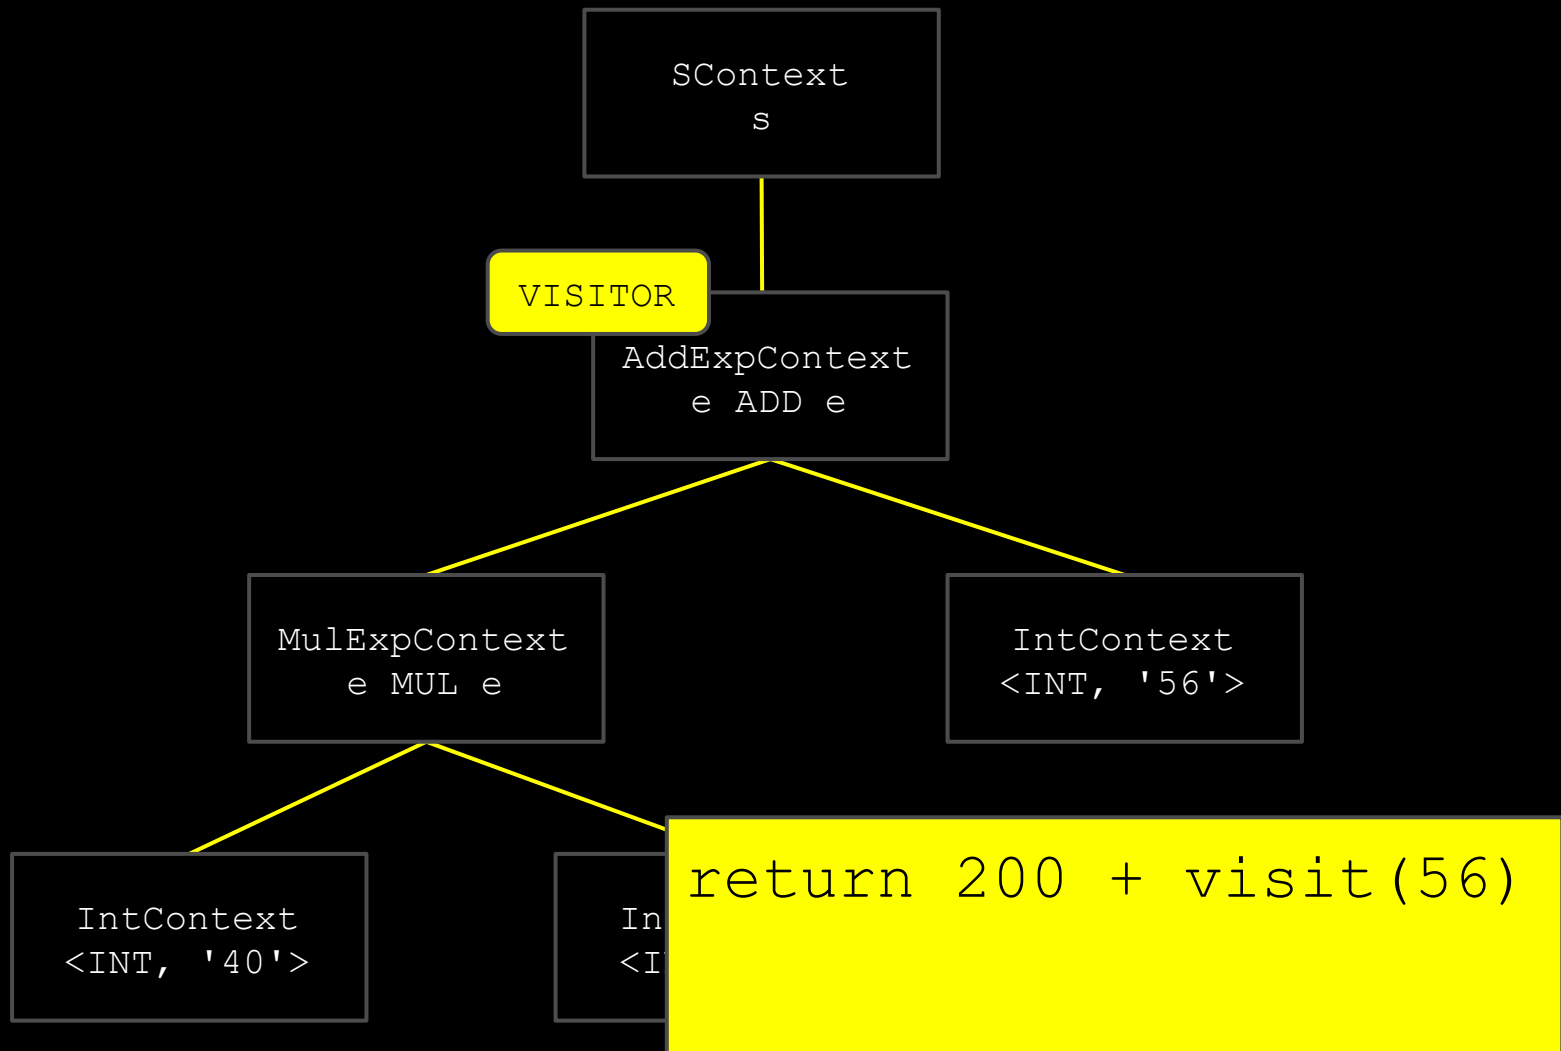 SContext
s
VISITOR
AddExpContext
e ADD e
MulExpContext
e MUL e
IntContext
<INT, '56'>
IntContext
<INT, '40'>
return 200 + visit(56)